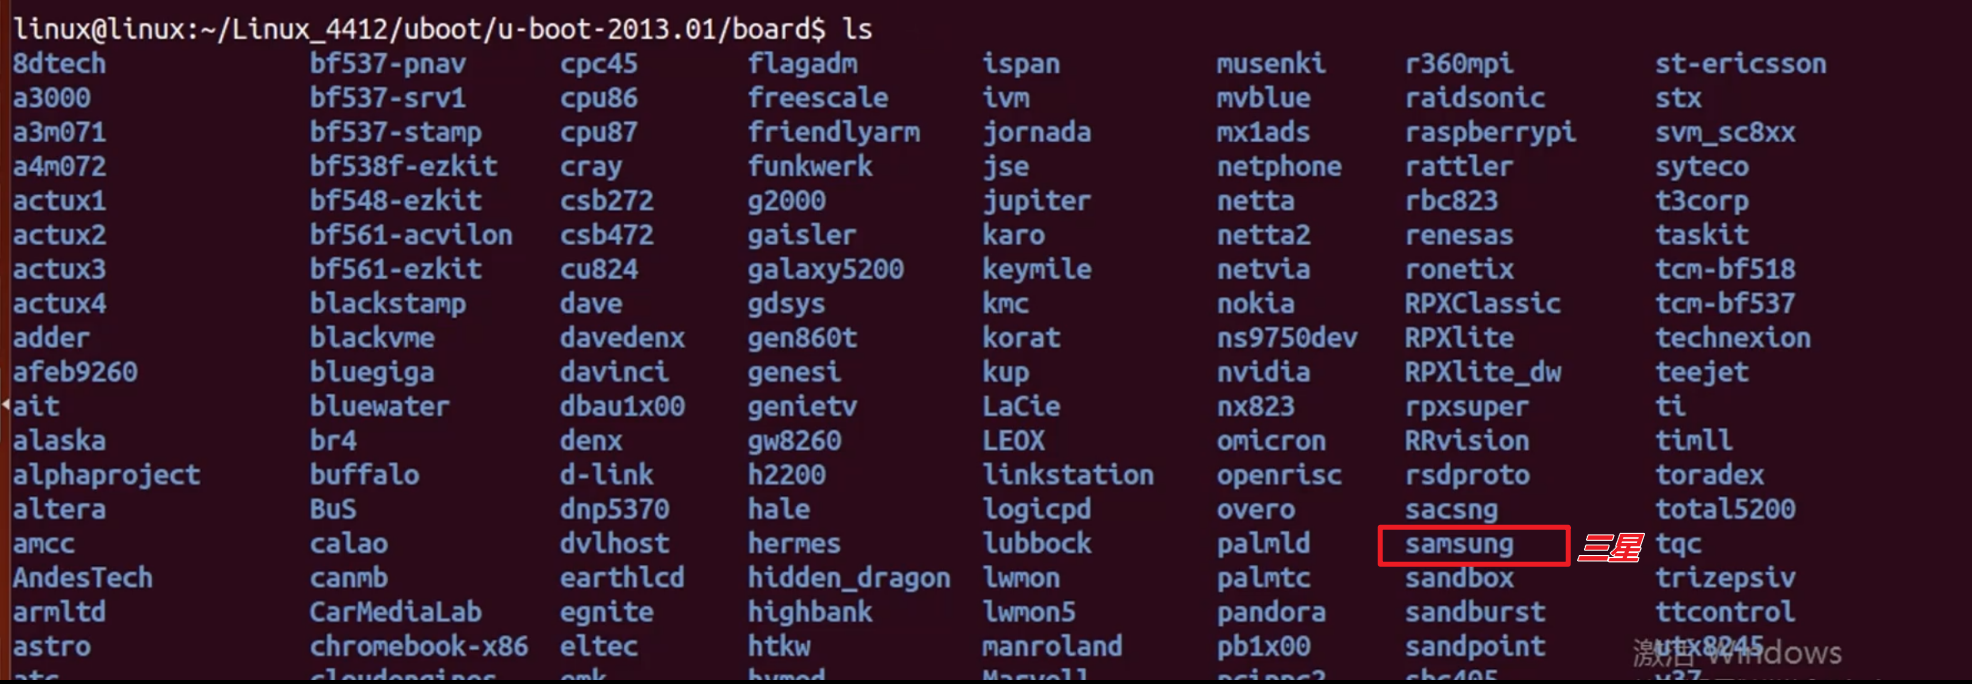 linux@linux:~/Linux_4412/uboot/u-boot-2013.01/board$ ls
8dtech bf537-pnav cpc45 flagadm ispan musenki r360mpi st-ericsson
a3000 bf537-srv1 cpu86 freescale ivm mvblue raidsonic stx
a3m071 bf537-stamp cpu87 friendlyarm jornada mx1ads raspberrypi svm_sc8xx
a4m072 bf538f-ezkit cray funkwerk jse netphone rattler syteco
actux1 bf548-ezkit csb272 g2000 jupiter netta rbc823 t3corp
actux2 bf561-acvilon csb472 gaisler karo netta2 renesas taskit
actux3 bf561-ezkit cu824 galaxy5200 keymile netvia ronetix tcm-bf518
actux4 blackstamp dave gdsys kmc nokia RPXClassic tcm-bf537
adder blackvme davedenx gen860t korat ns9750dev RPXlite technexion
afeb9260 bluegiga davinci genesi kup nvidia RPXlite_dw teejet
ait bluewater dbau1x00 genietv LaCie nx823 rpxsuper ti
alaska br4 denx gw8260 LEOX omicron RRvision timll
alphaproject buffalo d-link h2200 linkstation openrisc rsdproto toradex
altera BuS dnp5370 hale logicpd overo sacsng total5200
amcc calao dvlhost hermes lubbock palmld samsung 三星 tqc
AndesTech canmb earthlcd hidden_dragon lwmon palmtc sandbox trizepsiv
armltd CarMediaLab egnite highbank lwmon5 pandora sandburst ttcontrol
astro chromebook-x86 eltec htkw manroland pb1x00 sandpoint utx8245
激活 Windows
atc cloudengines emk hymod Marvell pcippc2 sbc405 v37